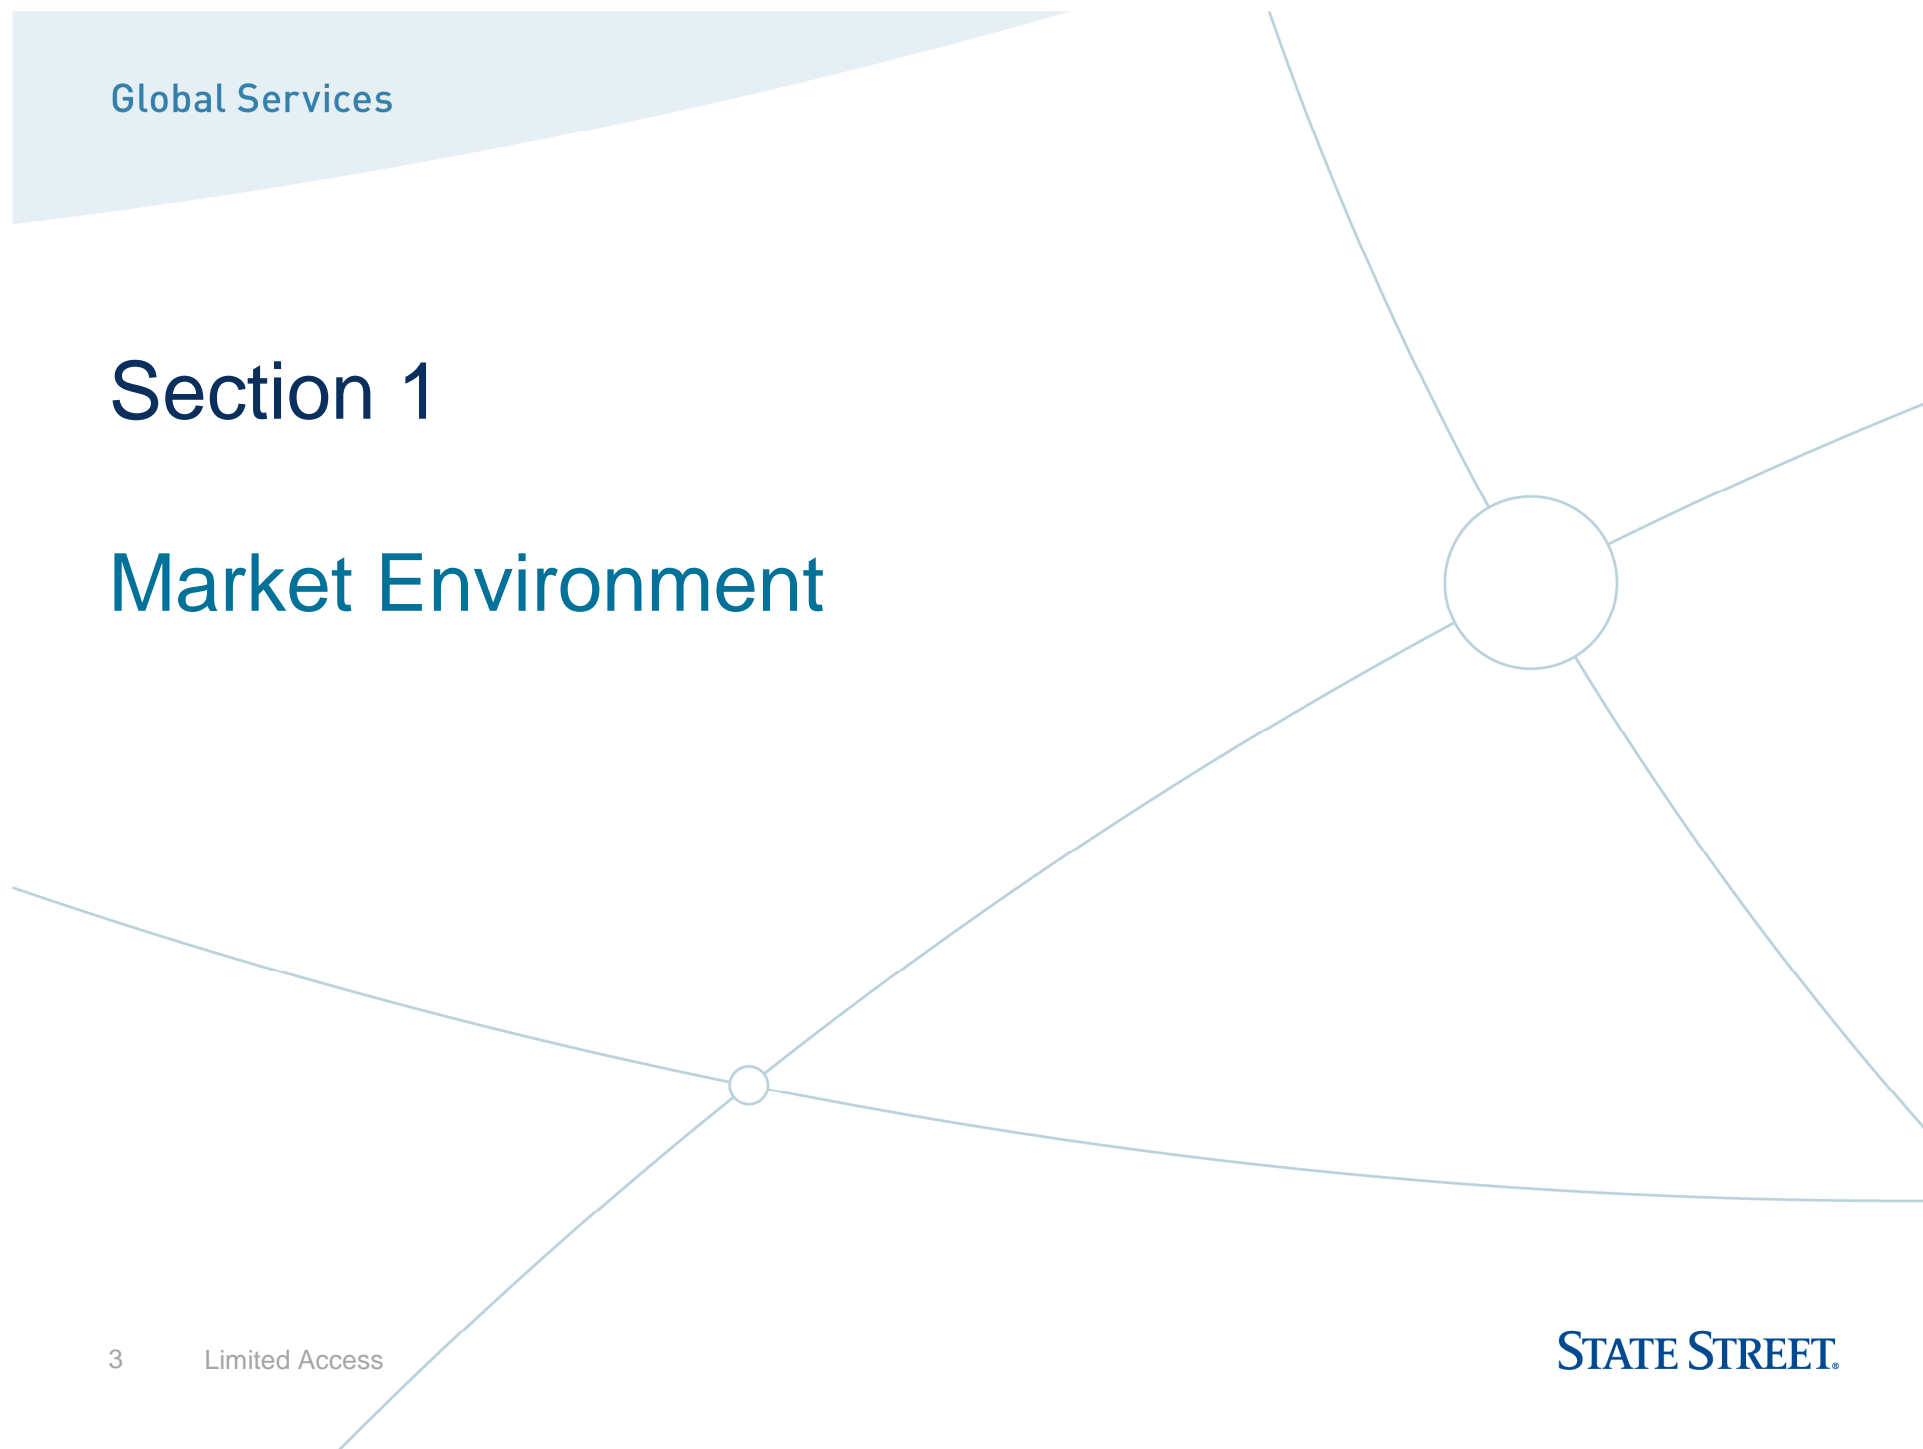 Global Services
Section 1
Market Environment
3 Limited Access
STATE STREET®